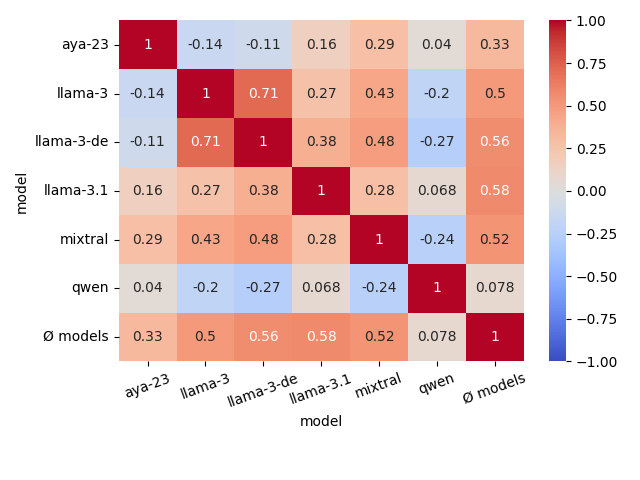 aya-23 1 -0.14 -0.11 0.16 0.29 0.04 0.33
llama-3 -0.14 1 0.71 0.27 0.43 -0.2 0.5
llama-3-de -0.11 0.71 1 0.38 0.48 -0.27 0.56
llama-3.1 0.16 0.27 0.38 1 0.28 0.068 0.58
mixtral 0.29 0.43 0.48 0.28 1 -0.24 0.52
qwen 0.04 -0.2 -0.27 0.068 -0.24 1 0.078
Ø models 0.33 0.5 0.56 0.58 0.52 0.078 1
aya-23 llama-3 llama-3-de llama-3.1 mixtral qwen Ø models
model
model
1.00
0.75
0.50
0.25
0.00
-0.25
-0.50
-0.75
-1.00